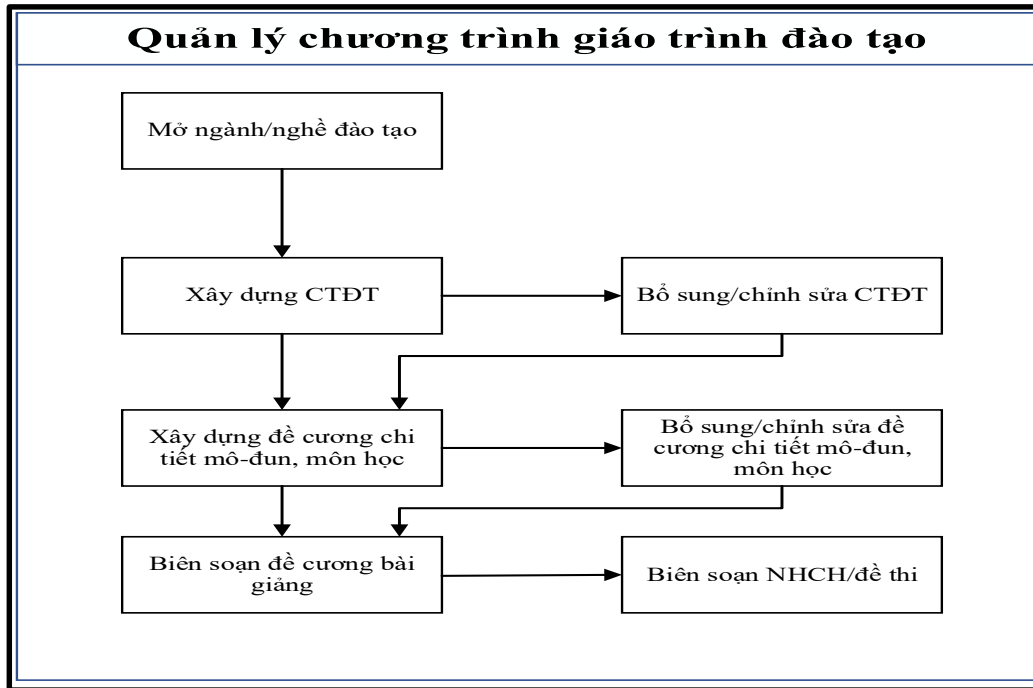 Quản lý chương trình giáo trình đào tạo
Mở ngành/nghề đào tạo
Xây dựng CTĐT
Bổ sung/chỉnh sửa CTĐT
Xây dựng đề cương chi
tiết mô-đun, môn học
Bổ sung/chỉnh sửa đề
cương chi tiết mô-đun,
môn học
Biên soạn đề cương bài
giảng
Biên soạn NHCH/đề thi